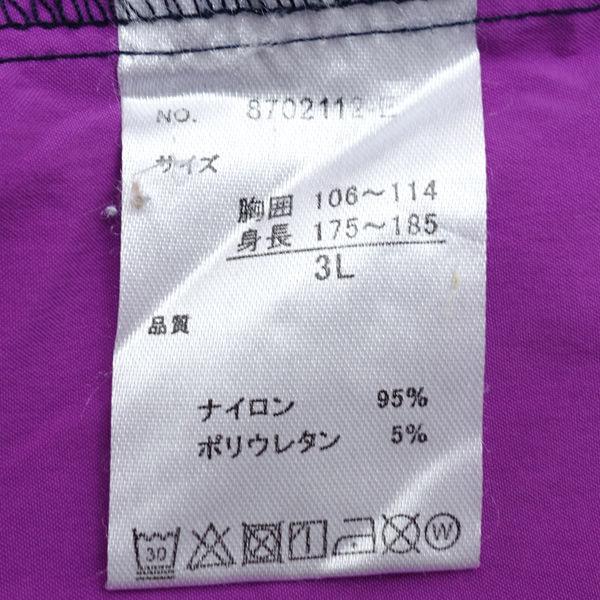 NO. 8702112-
サイズ
胸囲 106～114
身長 175～185
3L
品質
ナイロン 95%
ポリウレタン 5%
30 W